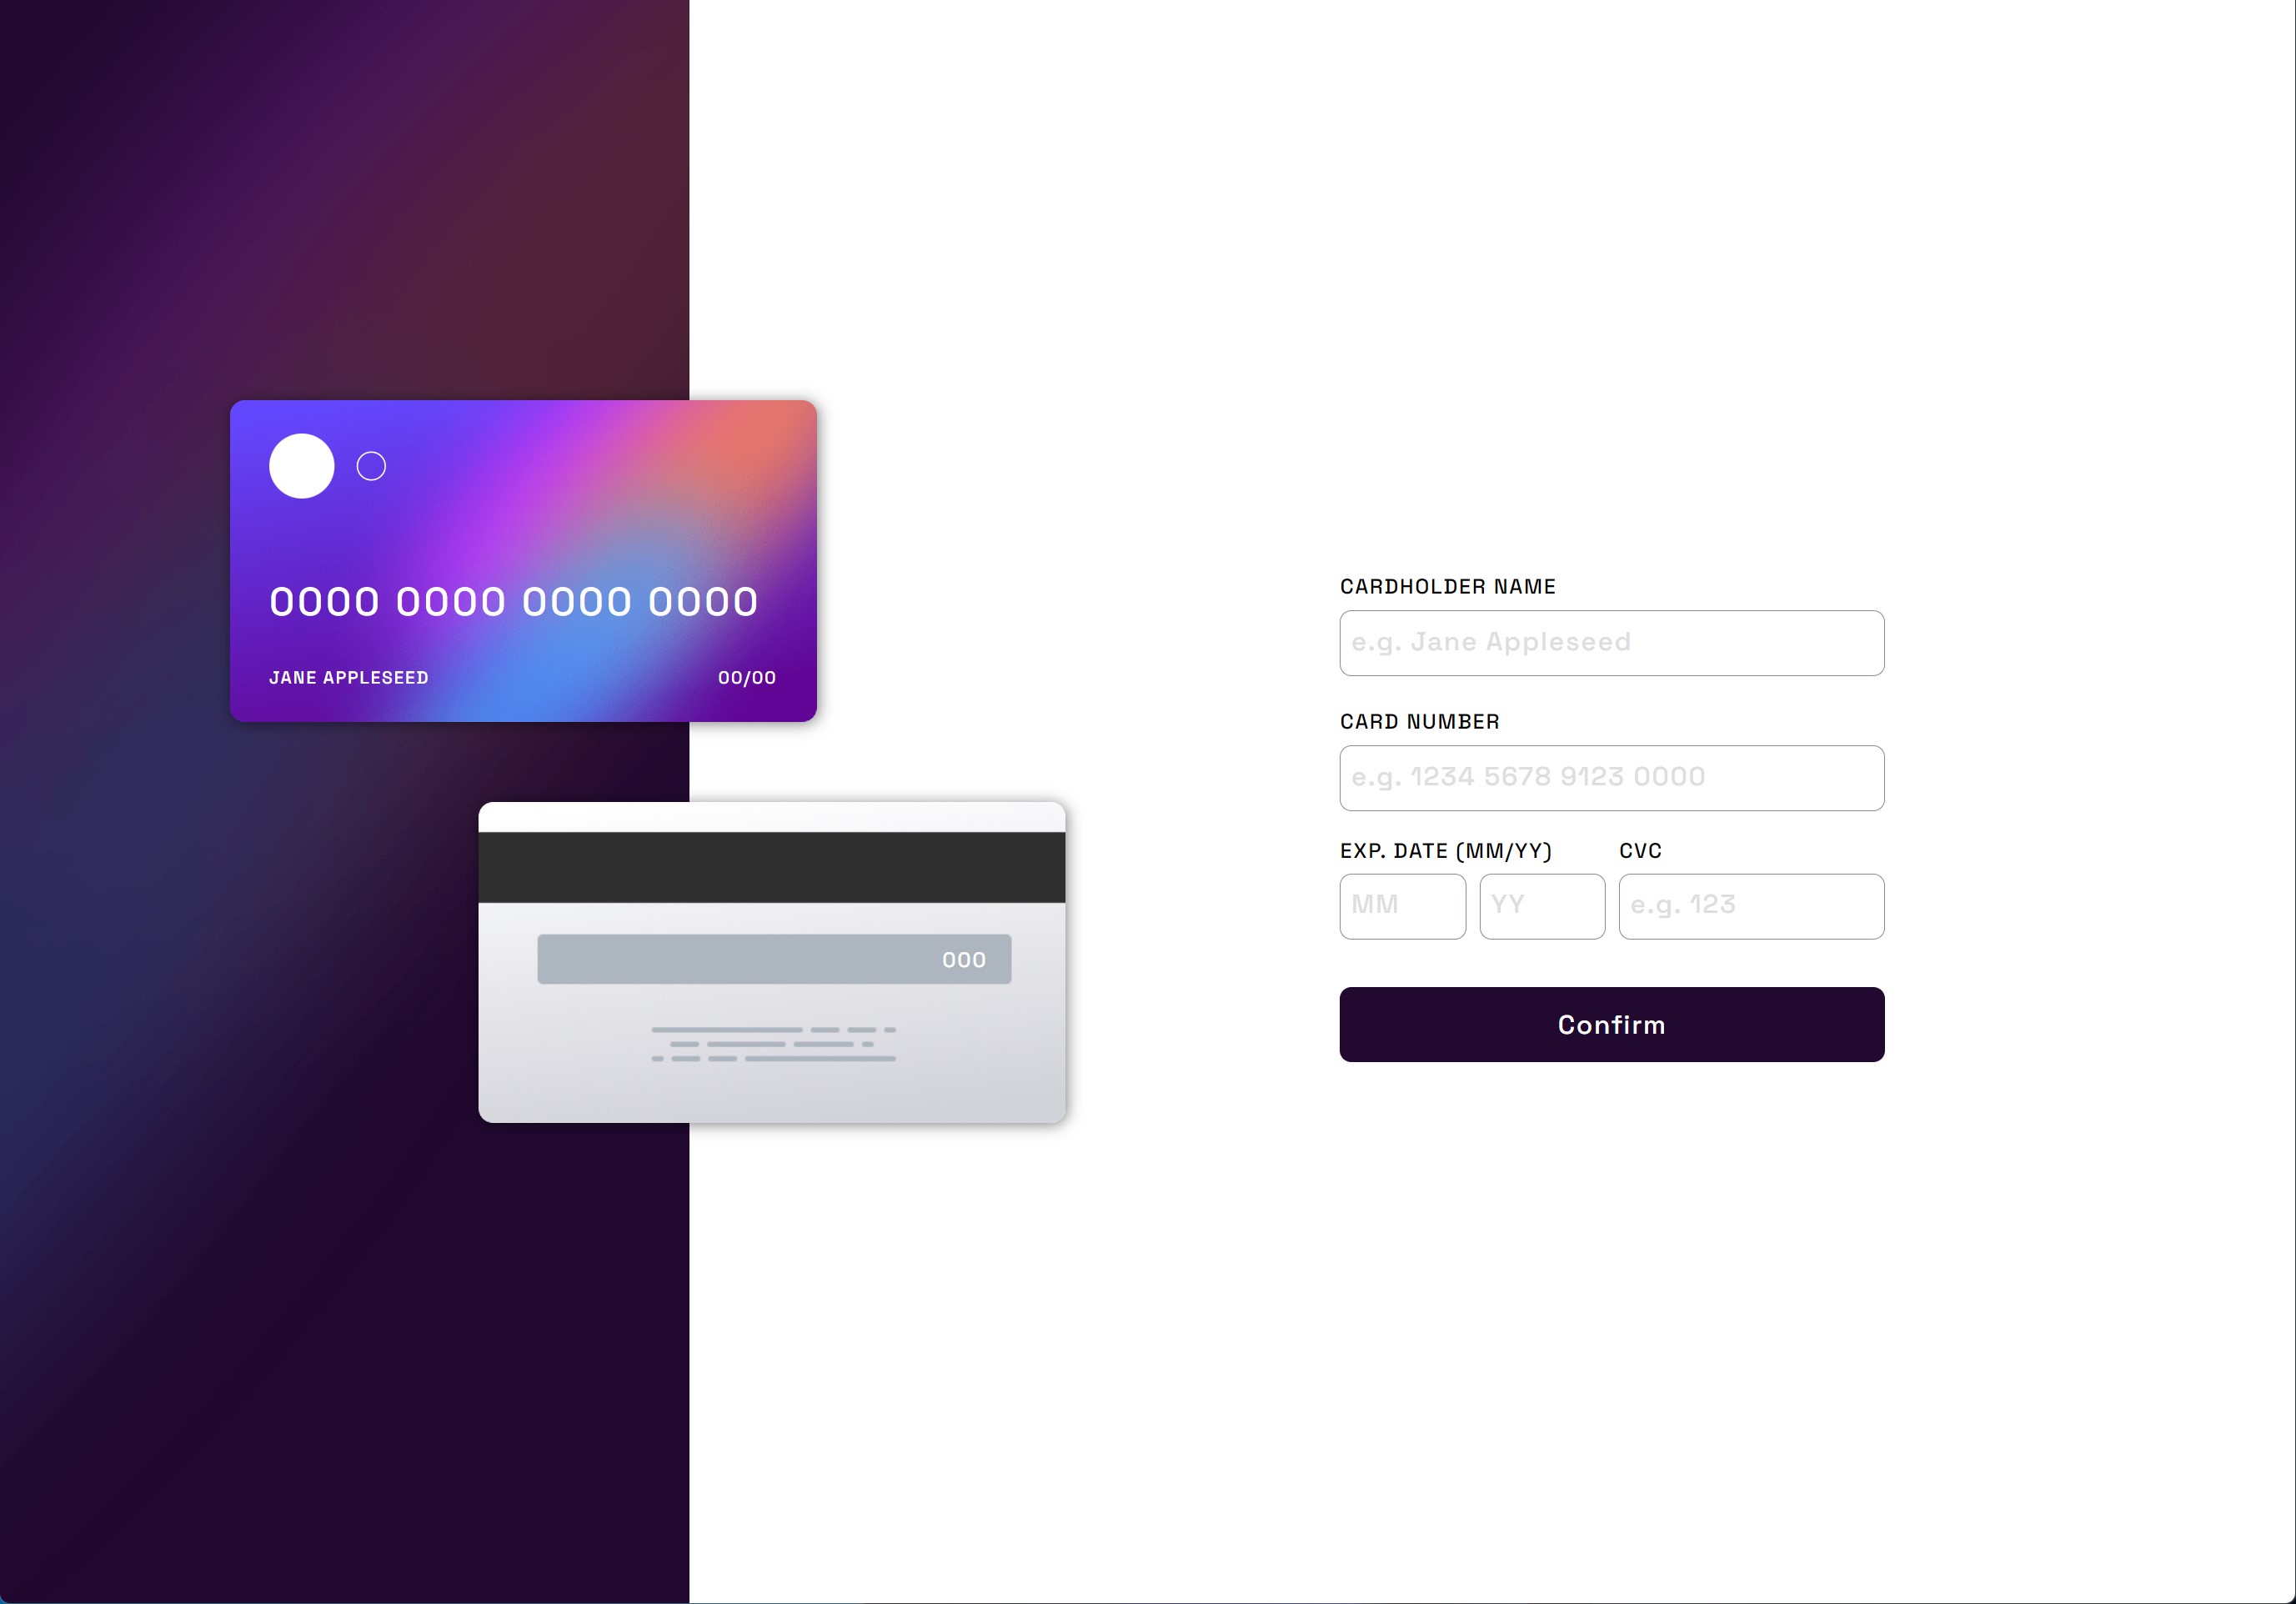 0000 0000 0000 0000
JANE APPLESEED 00/00
000
CARDHOLDER NAME
e.g. Jane Appleseed
CARD NUMBER
e.g. 1234 5678 9123 0000
EXP. DATE (MM/YY) CVC
MM YY e.g. 123
Confirm